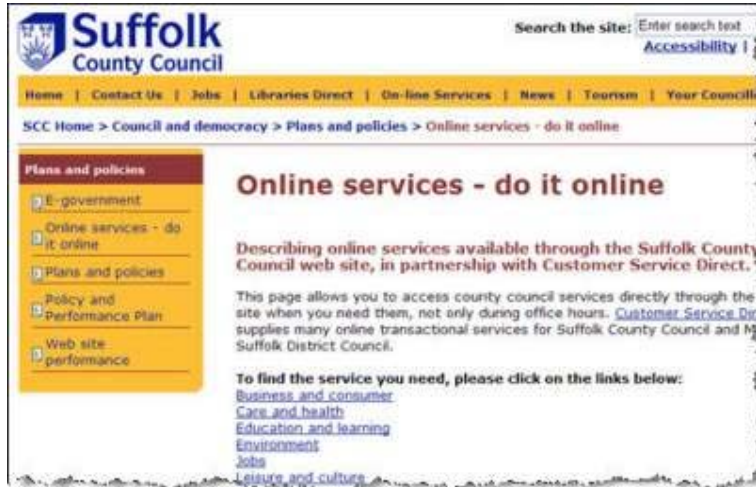 Suffolk
County Council
Search the site: Enter search text
Accessibility |
Home | Contact Us | Jobs | Libraries Direct | On-line Services | News | Tourism | Your Councill
SCC Home > Council and democracy > Plans and policies > Online services - do it online
Plans and policies
E-government
Online services - do
it online
Plans and policies
Policy and
Performance Plan
Web site
performance
Online services - do it online
Describing online services available through the Suffolk County
Council web site, in partnership with Customer Service Direct.
This page allows you to access county council services directly through the
site when you need them, not only during office hours. Customer Service Dir
supplies many online transactional services for Suffolk County Council and M
Suffolk District Council.
To find the service you need, please click on the links below:
Business and consumer
Care and health
Education and learning
Environment
Jobs
Leisure and culture